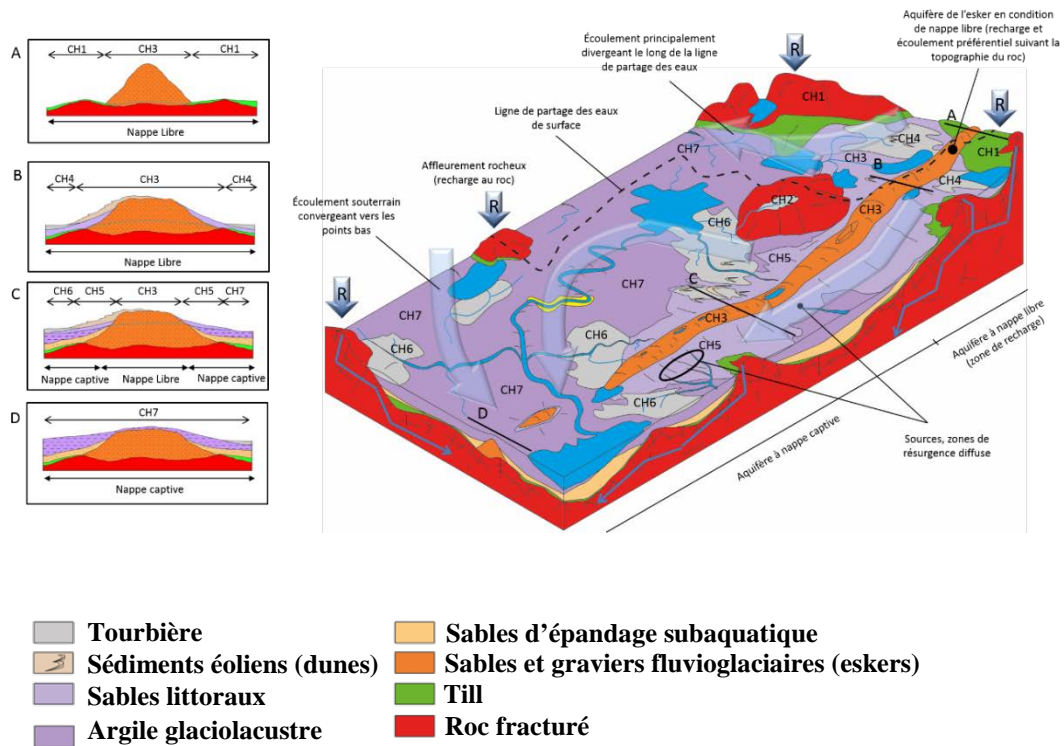 A
CH1
CH3
CH1
Nappe Libre
B
CH4
CH3
CH4
Nappe Libre
C
CH6
CH5
CH3
CH5
CH7
Nappe captive
Nappe Libre
Nappe captive
D
CH7
Nappe captive
Aquifère de l'esker en condition
de nappe libre (recharge et
écoulement préférentiel suivant la
topographie du roc)
Écoulement principalement
divergeant le long de la ligne
de partage des eaux
Ligne de partage des eaux
de surface
Affleurement rocheux
(recharge au roc)
Écoulement souterrain
convergeant vers les
points bas
R
R
R
R
CH1
A
CH4
CH1
CH7
CH3
B
CH4
CH2
CH3
CH6
CH5
C
CH7
CH7
CH3
CH6
CH6
CH5
CH7
CH6
D
Aquifère à nappe libre
(zone de recharge)
Aquifère à nappe captive
Sources, zones de
résurgence diffuse
Tourbière
Sédiments éoliens (dunes)
Sables littoraux
Argile glaciolacustre
Sables d'épandage subaquatique
Sables et graviers fluvioglaciaires (eskers)
Till
Roc fracturé